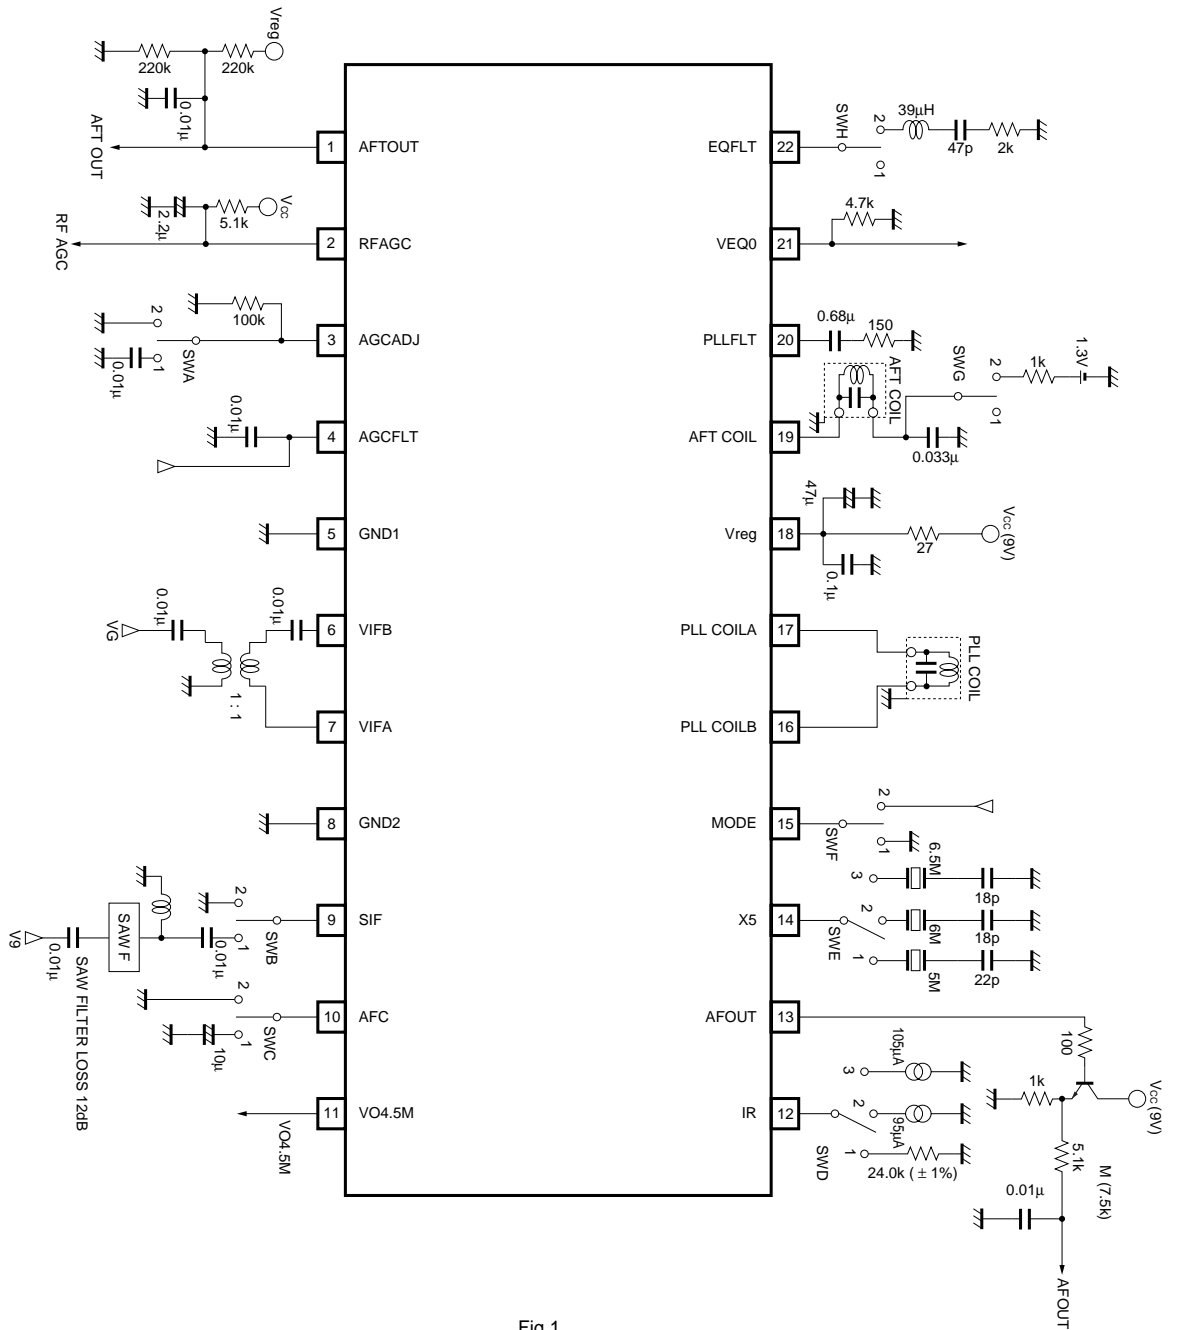 Vreg
220k
220k
0.01μ
AFT OUT
1
AFTOUT
Vcc
2.2μ
5.1k
RF AGC
2
RFAGC
100k
2
1
SWA
0.01μ
3
AGCADJ
0.01μ
4
AGCFLT
5
GND1
0.01μ
0.01μ
VG
6
VIFB
1 : 1
7
VIFA
8
GND2
2
1
SWB
SAW F
0.01μ
V9
0.01μ
SAW FILTER LOSS 12dB
9
SIF
2
1
SWC
10μ
10
AFC
11
VO4.5M
VO4.5M
SWH
2
1
39μH
47p
2k
EQFLT
22
4.7k
VEQ0
21
0.68μ
150
PLLFLT
20
AFT COIL
SWG
2
1
1k
1.3V
0.033μ
AFT COIL
19
47μ
Vcc (9V)
27
0.1μ
Vreg
18
PLL COILA
17
PLL COIL
PLL COILB
16
MODE
15
SWF
2
1
6.5M
3
18p
X5
14
SWE
2
6M
18p
1
5M
22p
AFOUT
13
100
105μA
3
1k
Vcc (9V)
IR
12
2
95μA
SWD
1
24.0k ( ± 1%)
5.1k
M (7.5k)
0.01μ
AFOUT
Fig.1